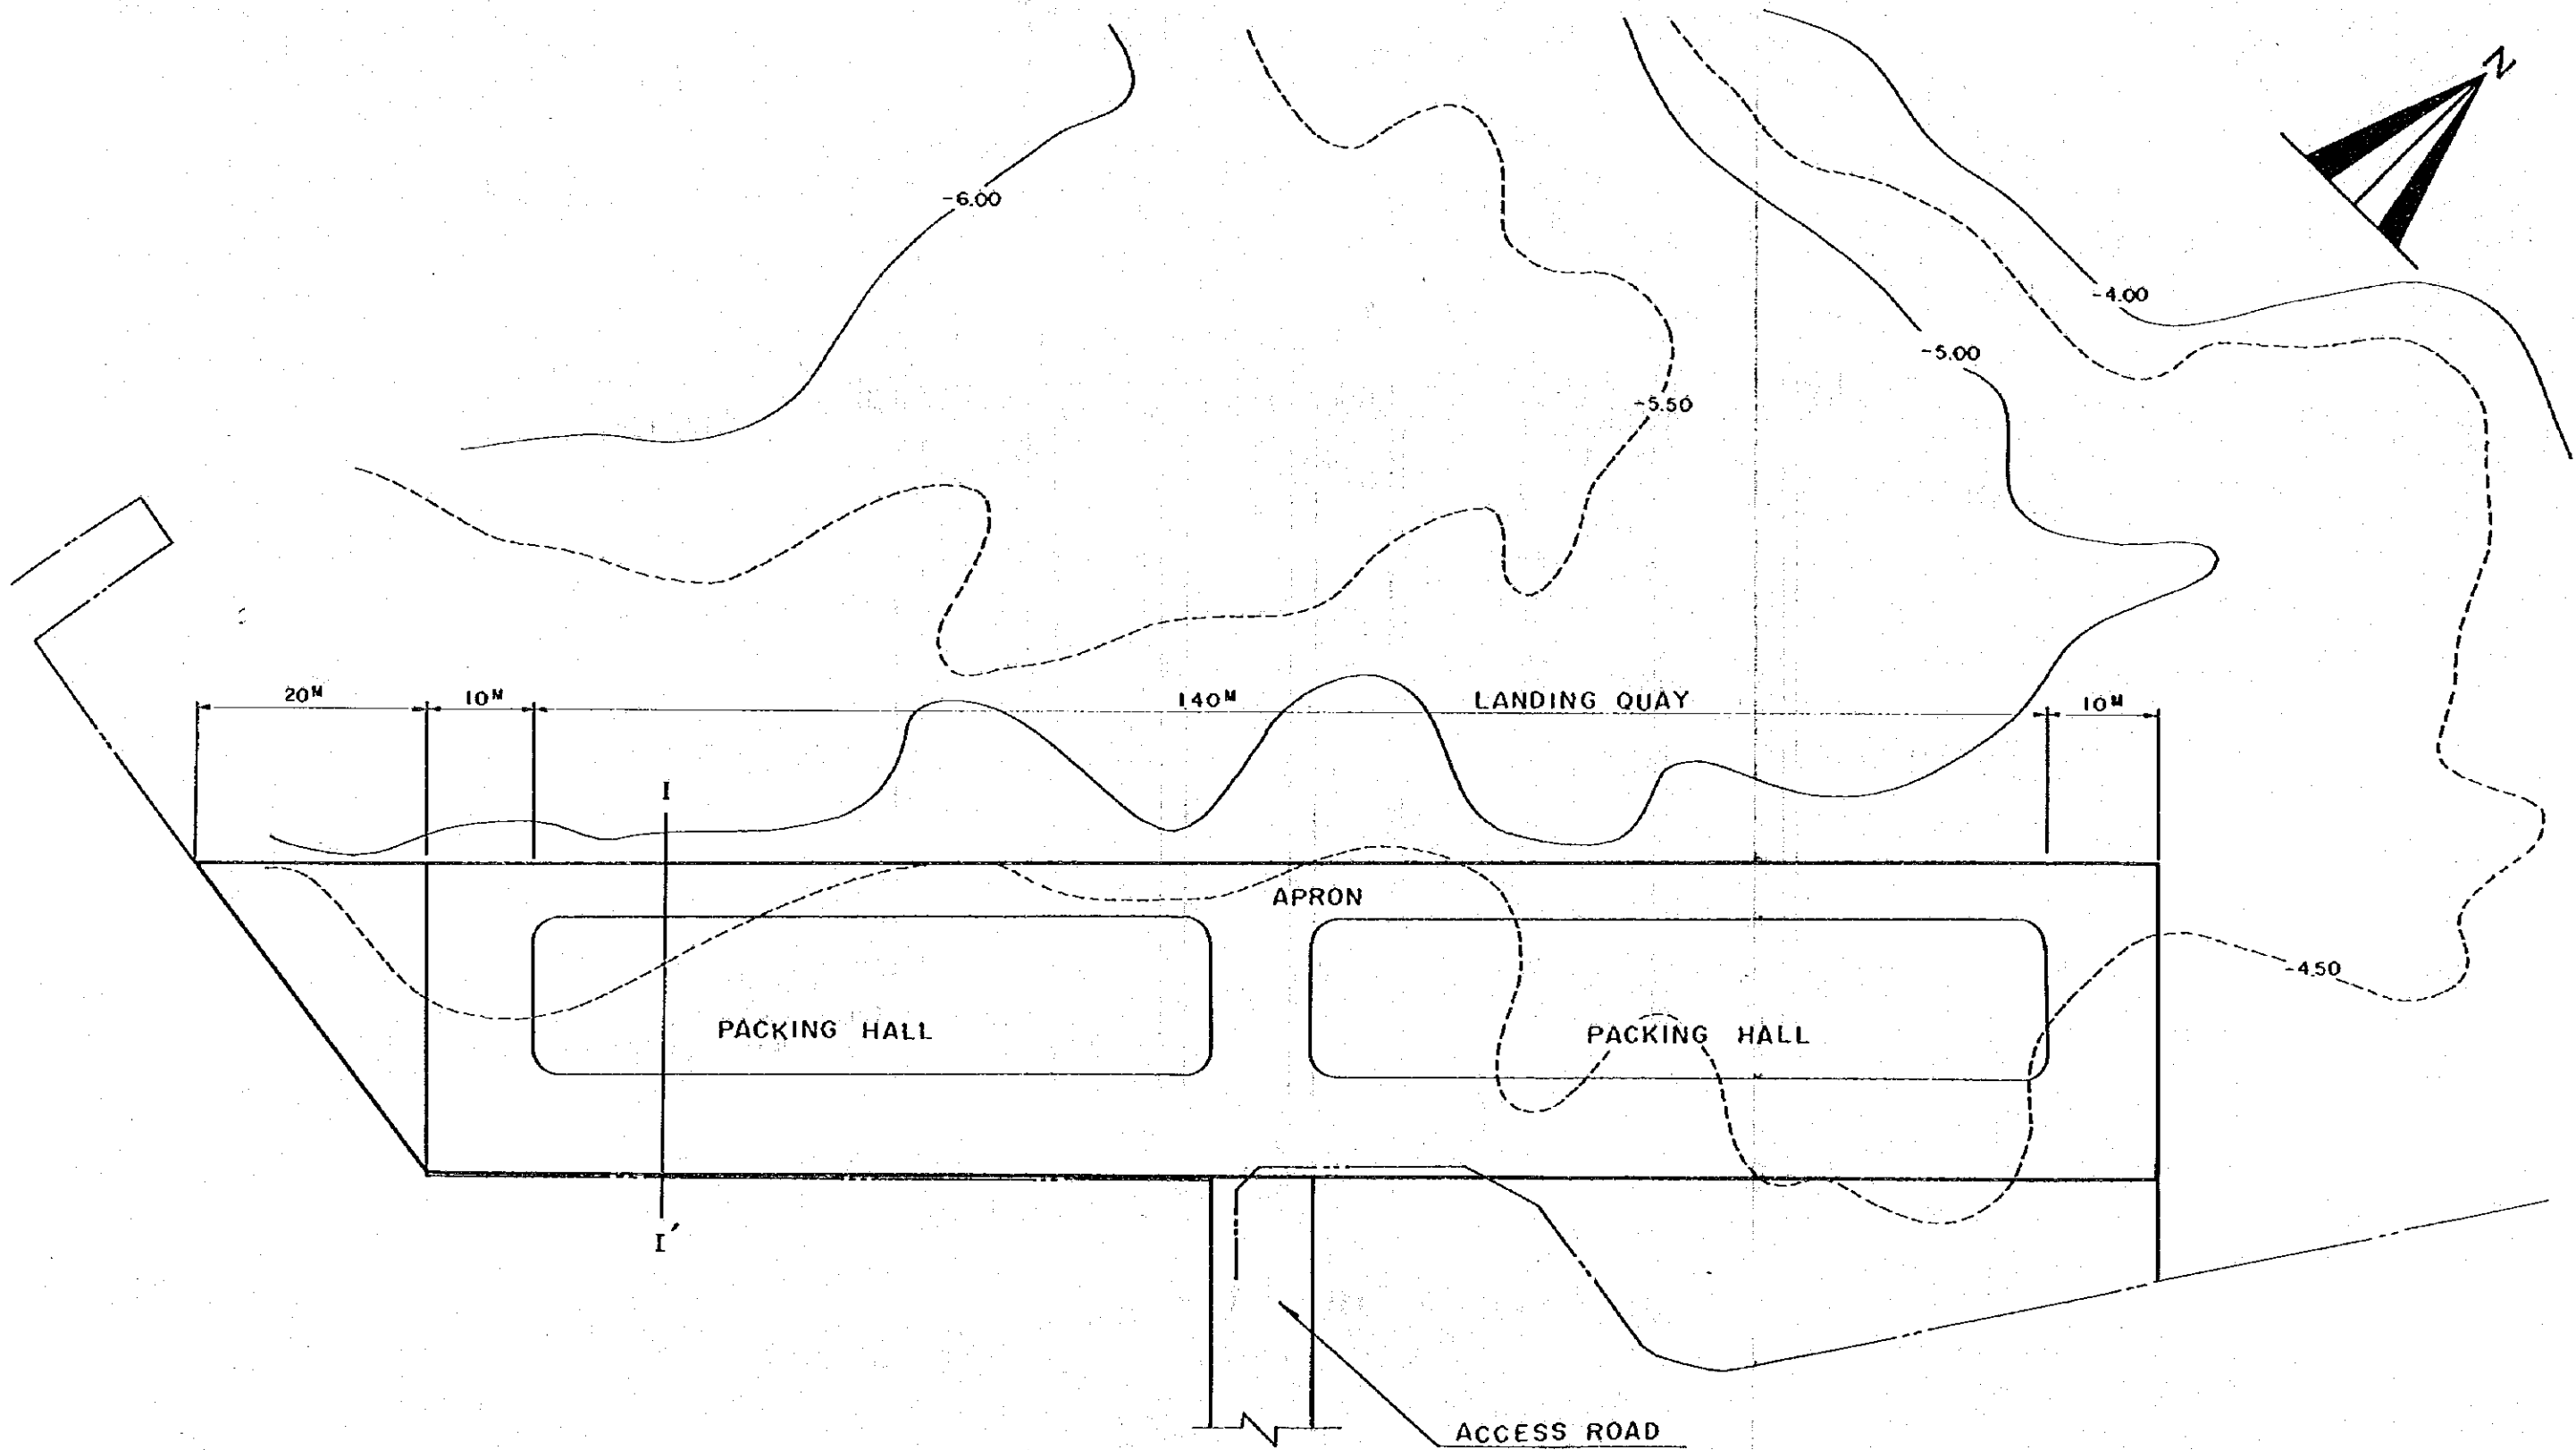 N
-6.00
-4.00
-5.00
-5.50
20M
10M
140M
LANDING QUAY
10M
I
APRON
-4.50
PACKING HALL
PACKING HALL
I′
ACCESS ROAD